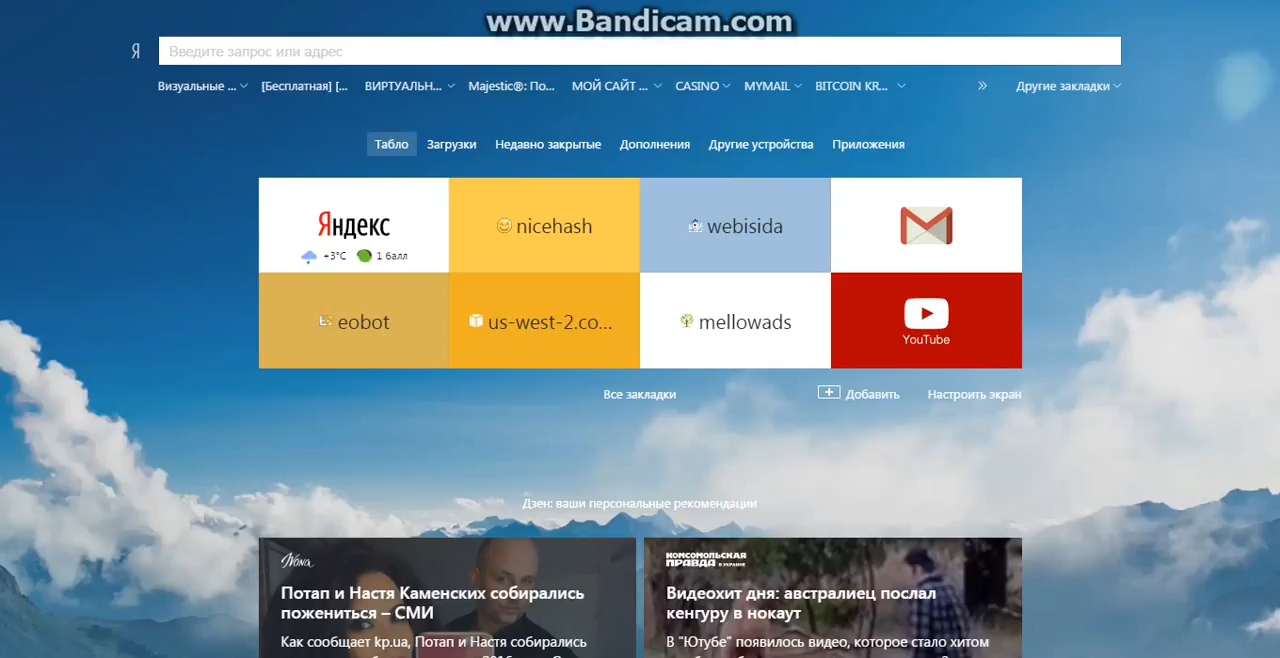 www.Bandicam.com
Я Введите запрос или адрес
Визуальные ... [Бесплатная] [... ВИРТУАЛЬН... Majestic®: По... МОЙ САЙТ ... CASINO MYMAIL BITCOIN KR... » Другие закладки
Табло Загрузки Недавно закрытые Дополнения Другие устройства Приложения
Яндекс
+3°C 1 балл
nicehash
webisida
eobot
us-west-2.co...
mellowads
YouTube
Все закладки Добавить Настроить экран
Дзен: ваши персональные рекомендации
Потап и Настя Каменских собирались
пожениться – СМИ
Как сообщает kp.ua, Потап и Настя собирались
КОМСОМОЛЬСКАЯ
ПРАВДА В УКРАИНЕ
Видеохит дня: австралиец послал
кенгуру в нокаут
В "Ютубе" появилось видео, которое стало хитом